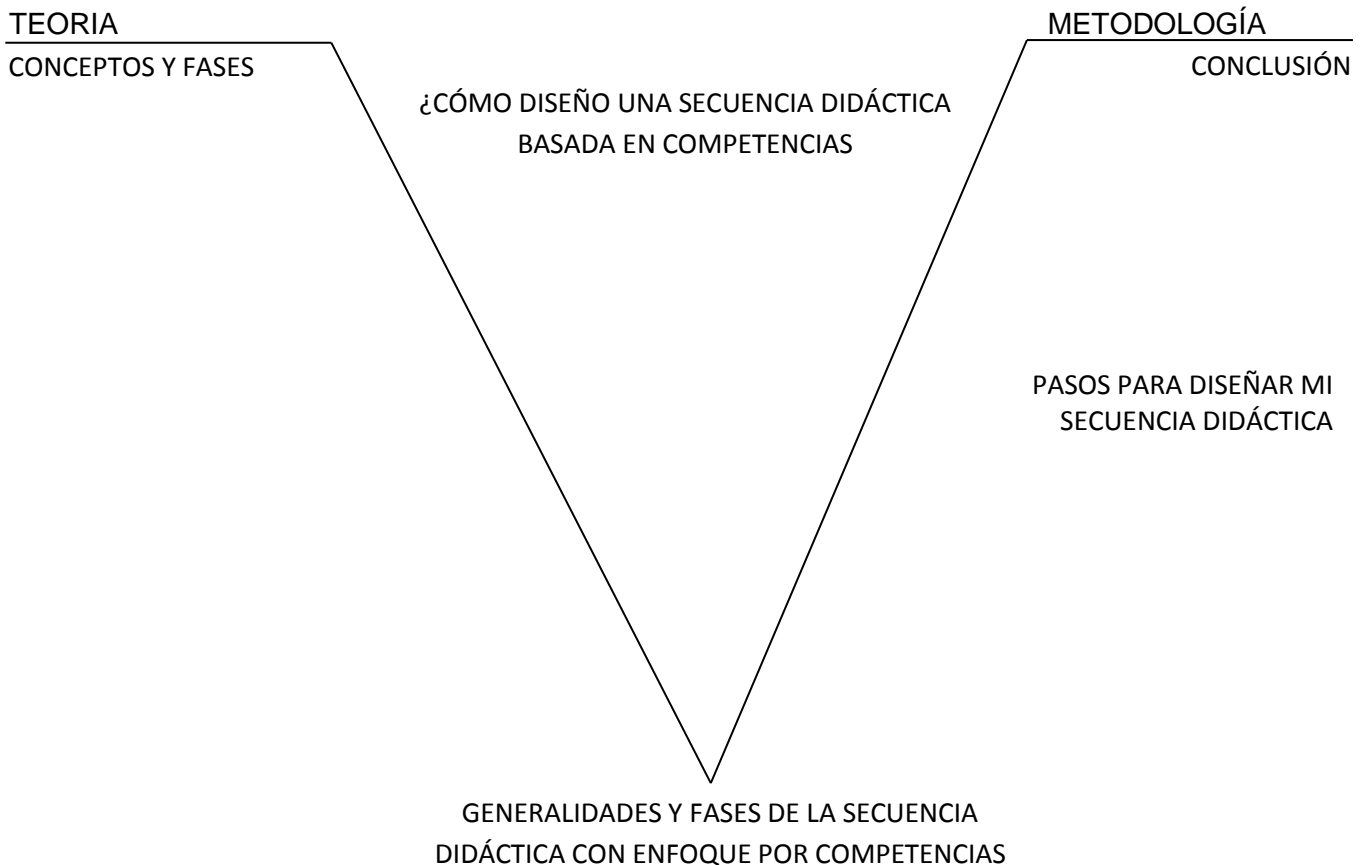 TEORIA
METODOLOGÍA
CONCEPTOS Y FASES
CONCLUSIÓN
¿CÓMO DISEÑO UNA SECUENCIA DIDÁCTICA
BASADA EN COMPETENCIAS
PASOS PARA DISEÑAR MI
SECUENCIA DIDÁCTICA
GENERALIDADES Y FASES DE LA SECUENCIA
DIDÁCTICA CON ENFOQUE POR COMPETENCIAS